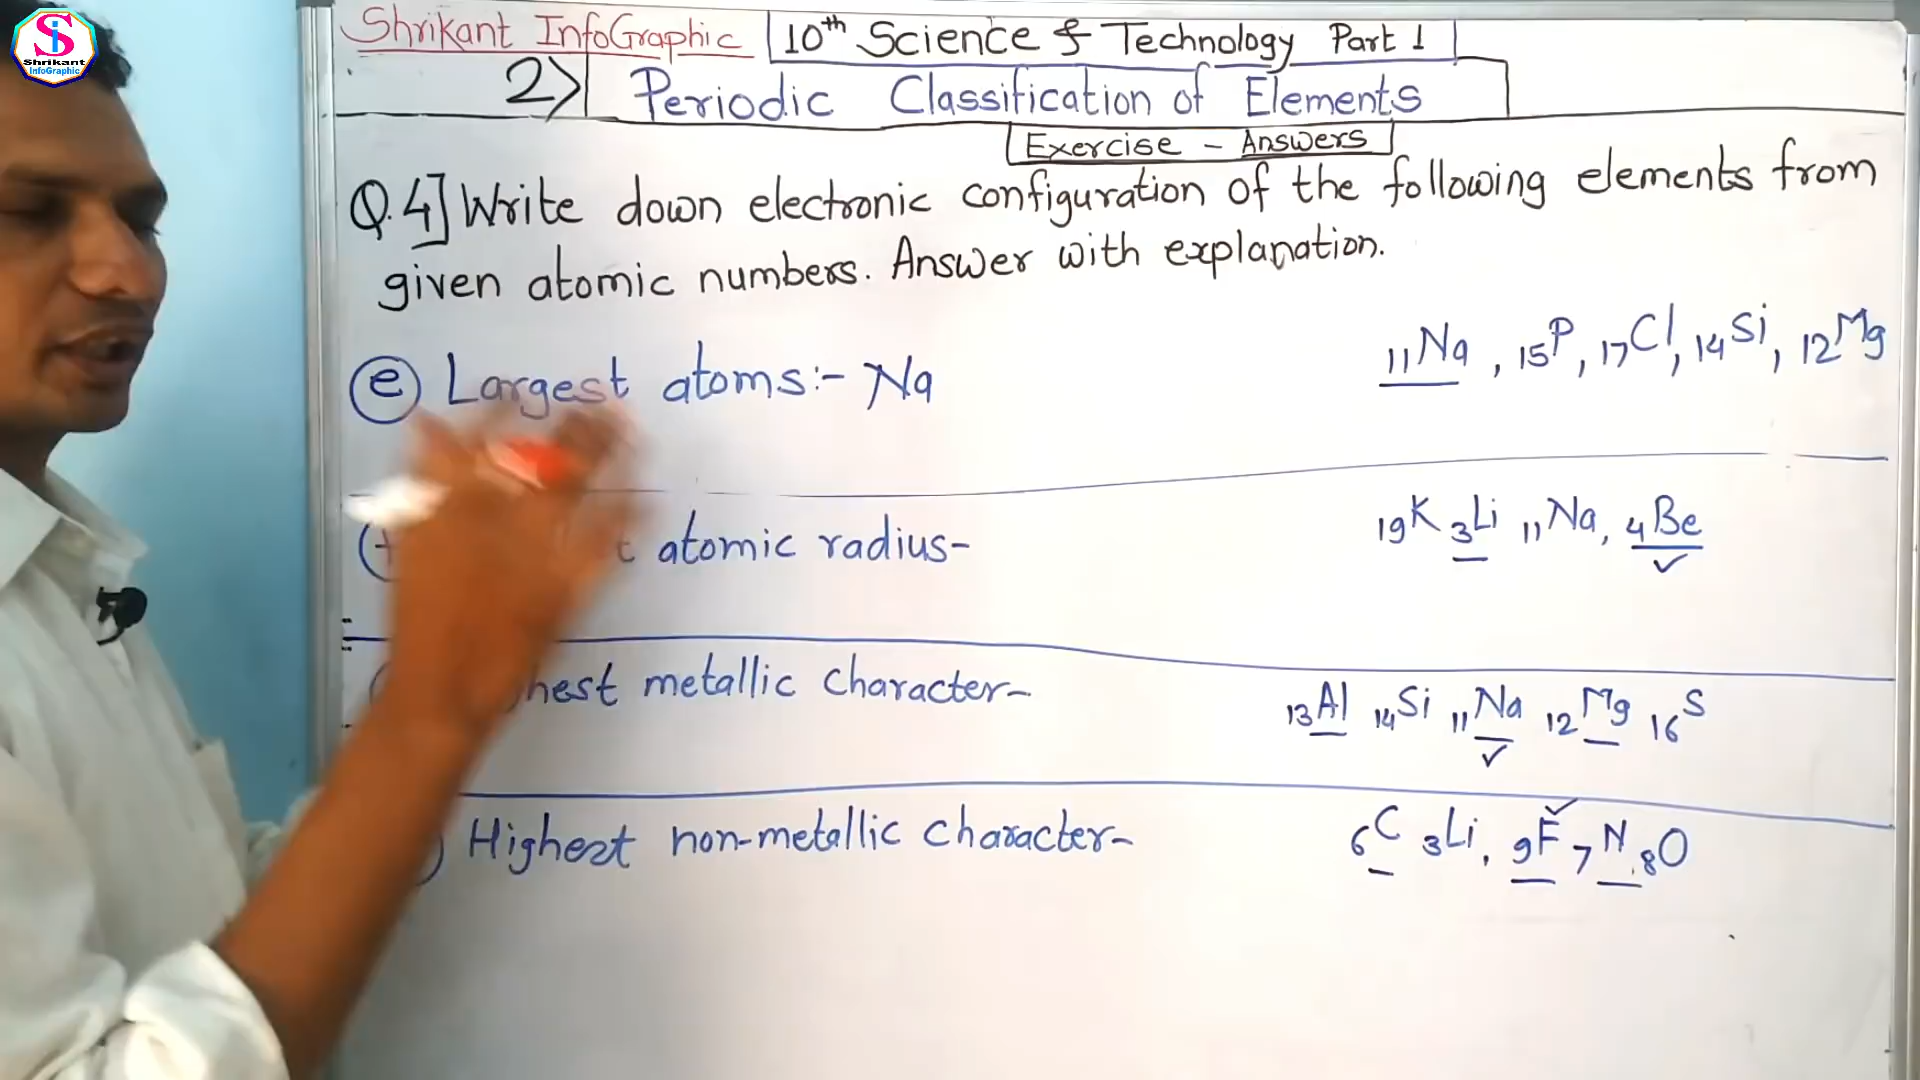 Si
Shrikant
InfoGraphic
Shrikant InfoGraphic 10th Science & Technology Part 1
2) Periodic Classification of Elements
Exercise - Answers
Q.4] Write down electronic configuration of the following elements from
given atomic numbers. Answer with explanation.
(e) Largest atoms:- Na ₁₁Na, ₁₅P, ₁₇Cl, ₁₄Si, ₁₂Mg
atomic radius- ₁₉K ₃Li ₁₁Na, ₄Be ✓
metallic character- ₁₃Al ₁₄Si ₁₁Na ✓ ₁₂Mg ₁₆S
Highest non-metallic character- ₆C ₃Li, ₉F ✓ ₇N ₈O